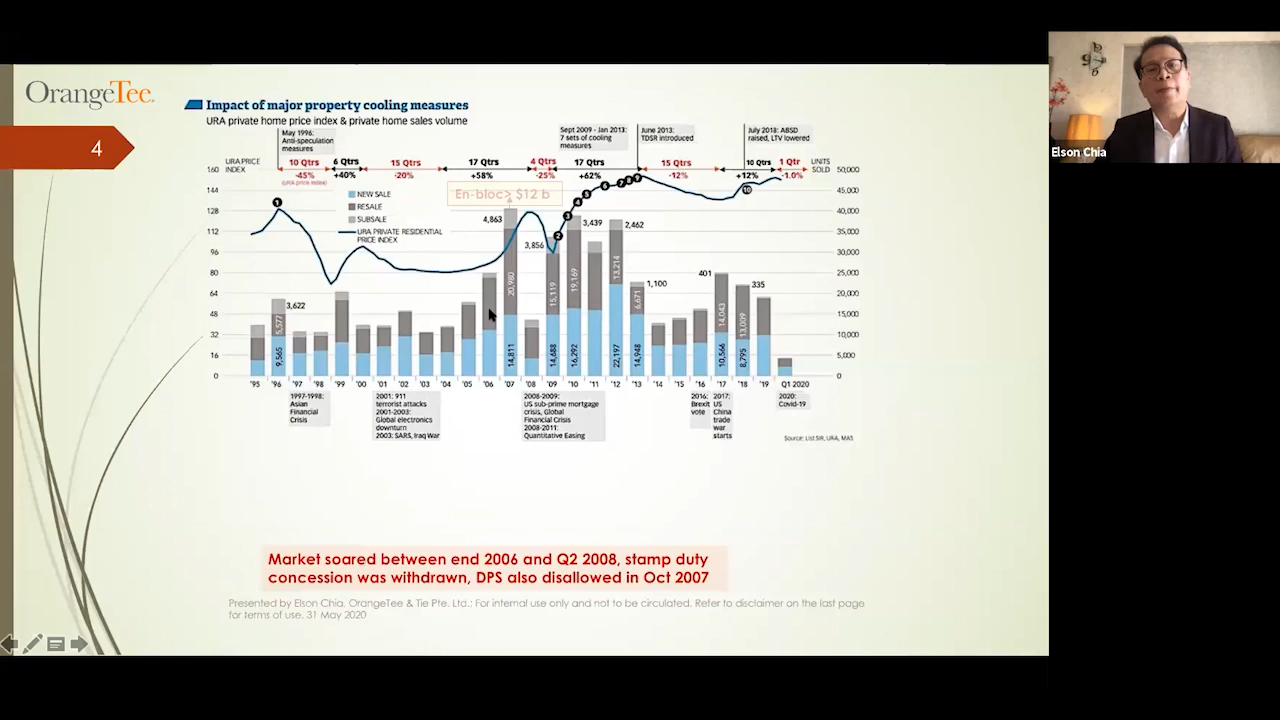 OrangeTee
4
Impact of major property cooling measures
URA private home price index & private home sales volume
May 1996:
Anti-speculation
measures
Sept 2009 - Jan 2013:
7 sets of cooling
measures
June 2013:
TDSR introduced
July 2018: ABSD
raised, LTV lowered
URA PRICE
INDEX
10 Qtrs
-45%
(URA price index)
6 Qtrs
+40%
15 Qtrs
-20%
17 Qtrs
+58%
4 Qtrs
-25%
17 Qtrs
+62%
15 Qtrs
-12%
10 Qtrs
+12%
1 Qtr
-1.0%
UNITS
SOLD
160
144
128
112
96
80
64
48
32
16
0
50,000
45,000
40,000
35,000
30,000
25,000
20,000
15,000
10,000
5,000
0
NEW SALE
RESALE
SUBSALE
URA PRIVATE RESIDENTIAL
PRICE INDEX
En-bloc> $12 b
1
2
3
4
5
6
7
8
9
10
3,622
5,577
9,565
4,863
20,980
14,811
3,856
15,119
14,688
3,439
19,169
16,292
2,462
13,214
22,197
1,100
6,671
14,948
401
14,043
10,566
335
13,009
8,795
'95 '96 '97 '98 '99 '00 '01 '02 '03 '04 '05 '06 '07 '08 '09 '10 '11 '12 '13 '14 '15 '16 '17 '18 '19 Q1 2020
1997-1998:
Asian
Financial
Crisis
2001: 911
terrorist attacks
2001-2003:
Global electronics
downturn
2003: SARS, Iraq War
2008-2009:
US sub-prime mortgage
crisis, Global
Financial Crisis
2008-2011:
Quantitative Easing
2016:
Brexit
vote
2017:
US
China
trade
war
starts
2020:
Covid-19
Source: List SIR, URA, MAS
Market soared between end 2006 and Q2 2008, stamp duty
concession was withdrawn, DPS also disallowed in Oct 2007
Presented by Elson Chia, OrangeTee & Tie Pte. Ltd.: For internal use only and not to be circulated. Refer to disclaimer on the last page
for terms of use. 31 May 2020
Elson Chia